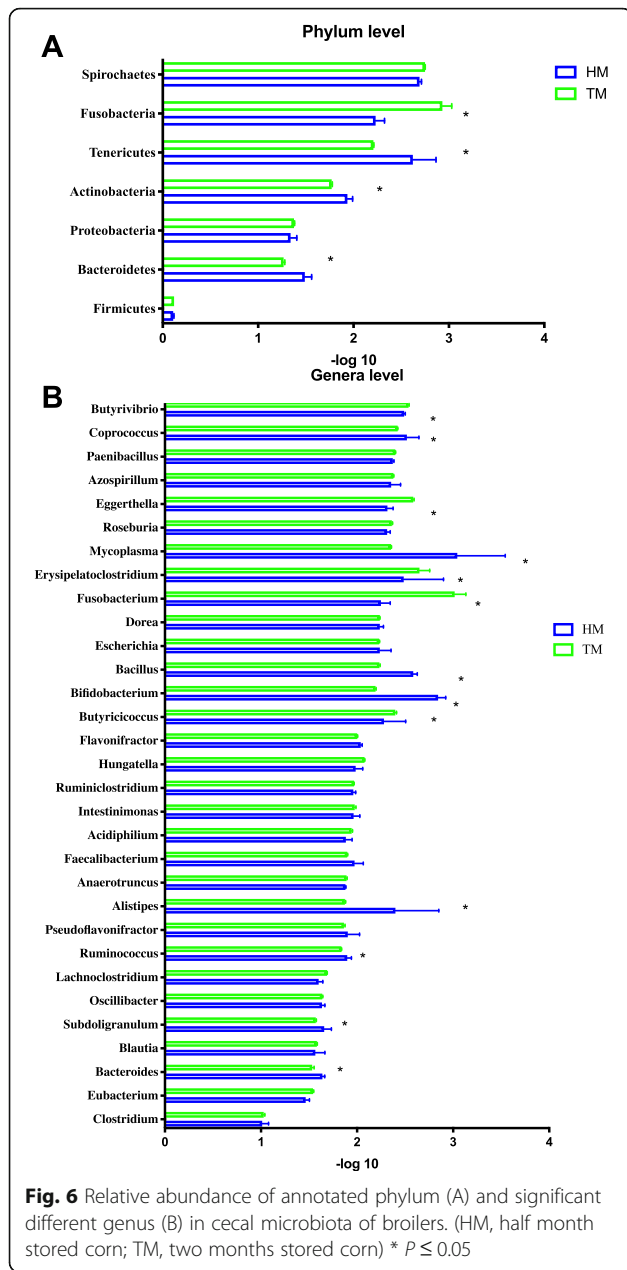 A
Phylum level
Spirochaetes
Fusobacteria
*
Tenericutes
*
Actinobacteria
*
Proteobacteria
Bacteroidetes
*
Firmicutes
HM
TM
0 1 2 3 4
-log 10
Genera level
B
Butyrivibrio
*
Coprococcus
*
Paenibacillus
Azospirillum
Eggerthella
*
Roseburia
Mycoplasma
*
Erysipelatoclostridium
*
Fusobacterium
*
Dorea
Escherichia
Bacillus
*
Bifidobacterium
*
Butyricicoccus
*
Flavonifractor
Hungatella
Ruminiclostridium
Intestinimonas
Acidiphilium
Faecalibacterium
Anaerotruncus
Alistipes
*
Pseudoflavonifractor
Ruminococcus
*
Lachnoclostridium
Oscillibacter
Subdoligranulum
*
Blautia
Bacteroides
*
Eubacterium
Clostridium
HM
TM
0 1 2 3 4
-log 10
Fig. 6 Relative abundance of annotated phylum (A) and significant
different genus (B) in cecal microbiota of broilers. (HM, half month
stored corn; TM, two months stored corn) * P ≤ 0.05